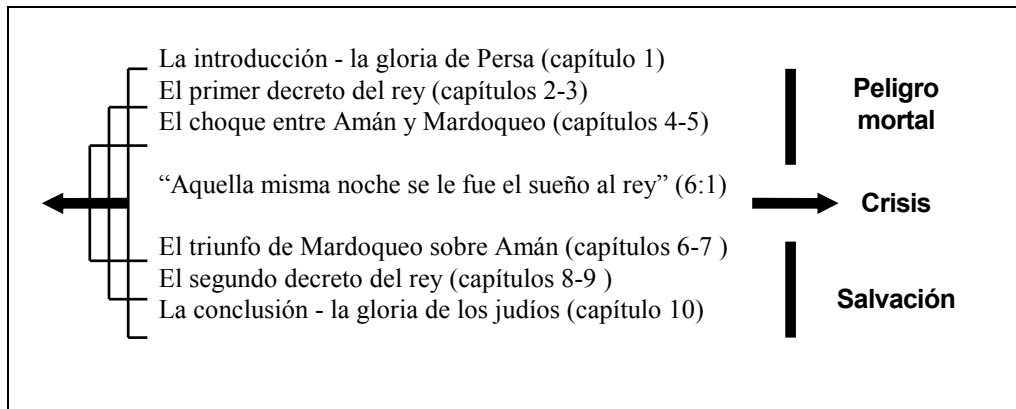 La introducción - la gloria de Persa (capítulo 1)
El primer decreto del rey (capítulos 2-3)
El choque entre Amán y Mardoqueo (capítulos 4-5)
Peligro
mortal
“Aquella misma noche se le fue el sueño al rey” (6:1)
Crisis
El triunfo de Mardoqueo sobre Amán (capítulos 6-7 )
El segundo decreto del rey (capítulos 8-9 )
La conclusión - la gloria de los judíos (capítulo 10)
Salvación